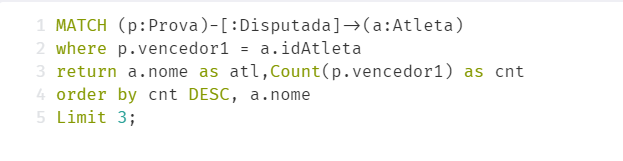 1 MATCH (p:Prova)-[:Disputada]->(a:Atleta)
2 where p.vencedor1 = a.idAtleta
3 return a.nome as atl,Count(p.vencedor1) as cnt
4 order by cnt DESC, a.nome
5 Limit 3;